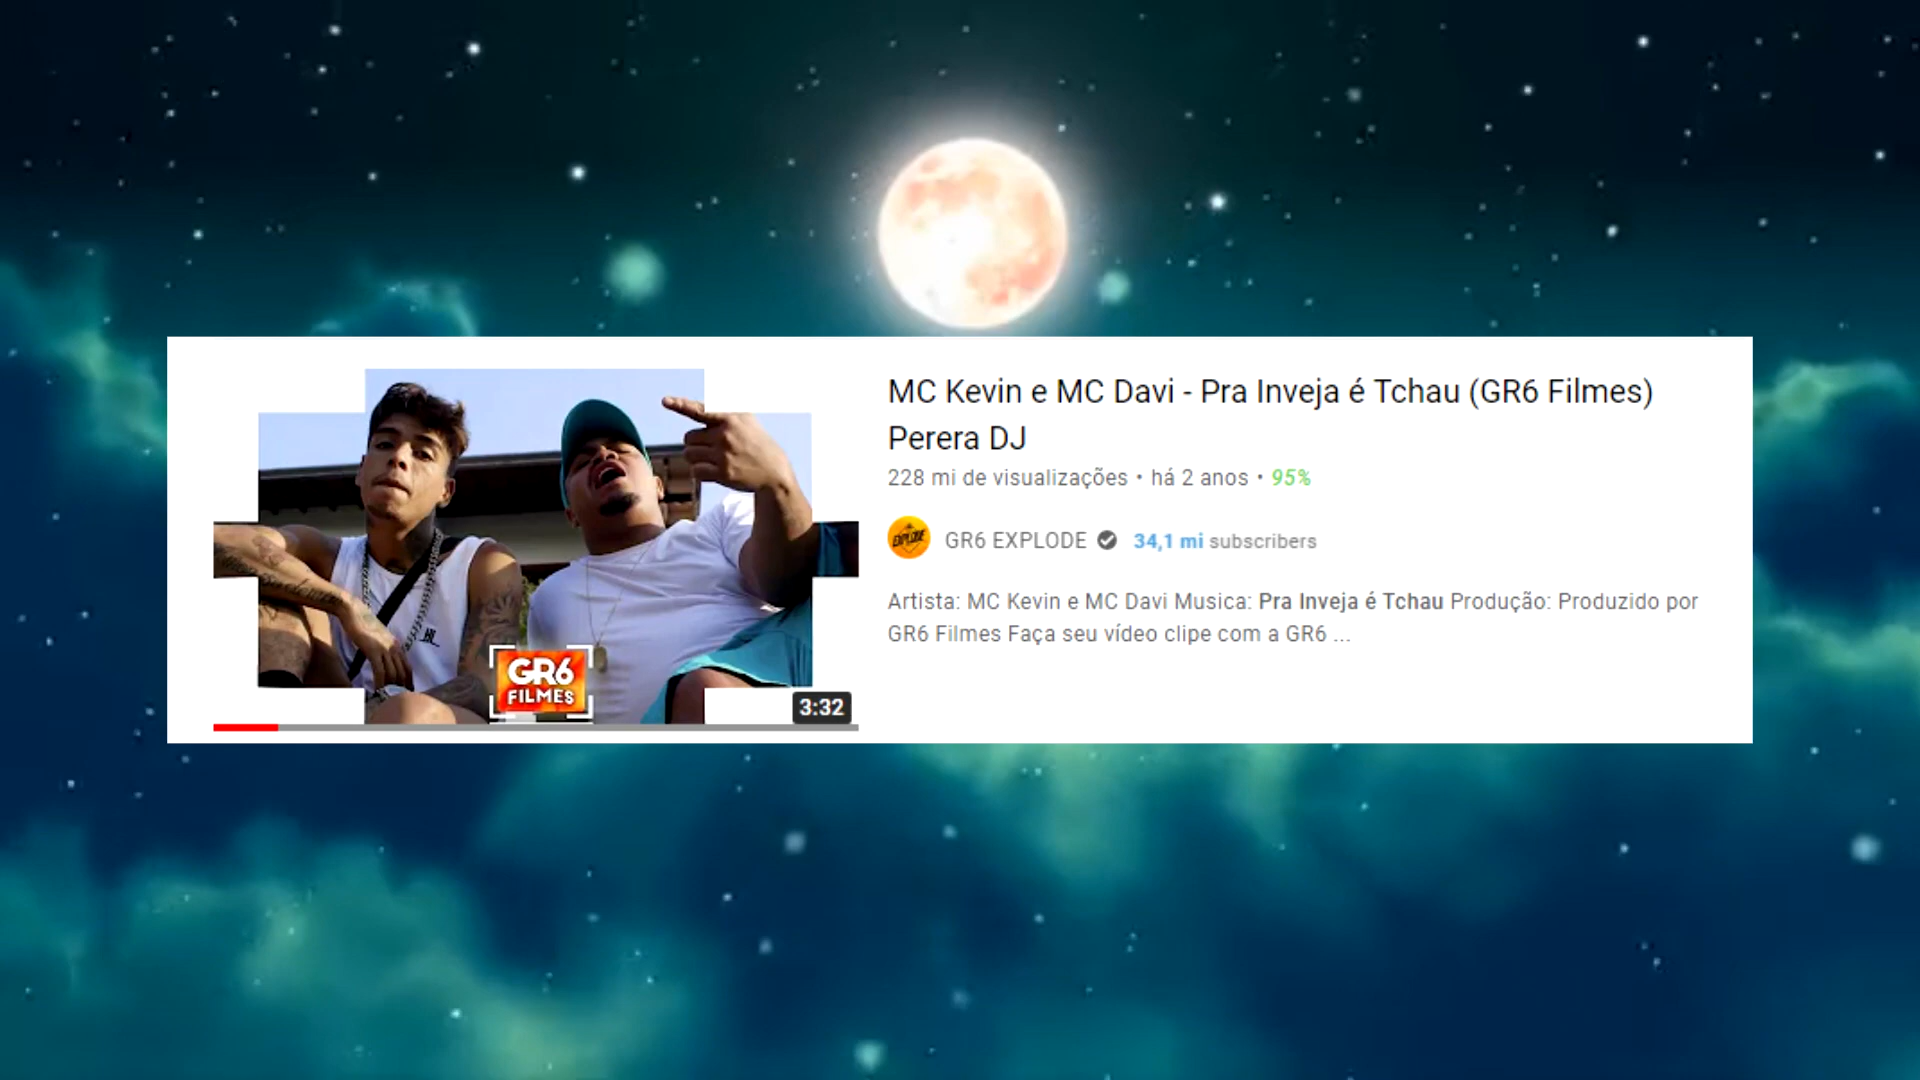 MC Kevin e MC Davi - Pra Inveja é Tchau (GR6 Filmes)
Perera DJ
228 mi de visualizações • há 2 anos • 95%
EXPLODE
GR6 EXPLODE 34,1 mi subscribers
Artista: MC Kevin e MC Davi Musica: Pra Inveja é Tchau Produção: Produzido por
GR6 Filmes Faça seu vídeo clipe com a GR6 ...
GR6
FILMES
3:32